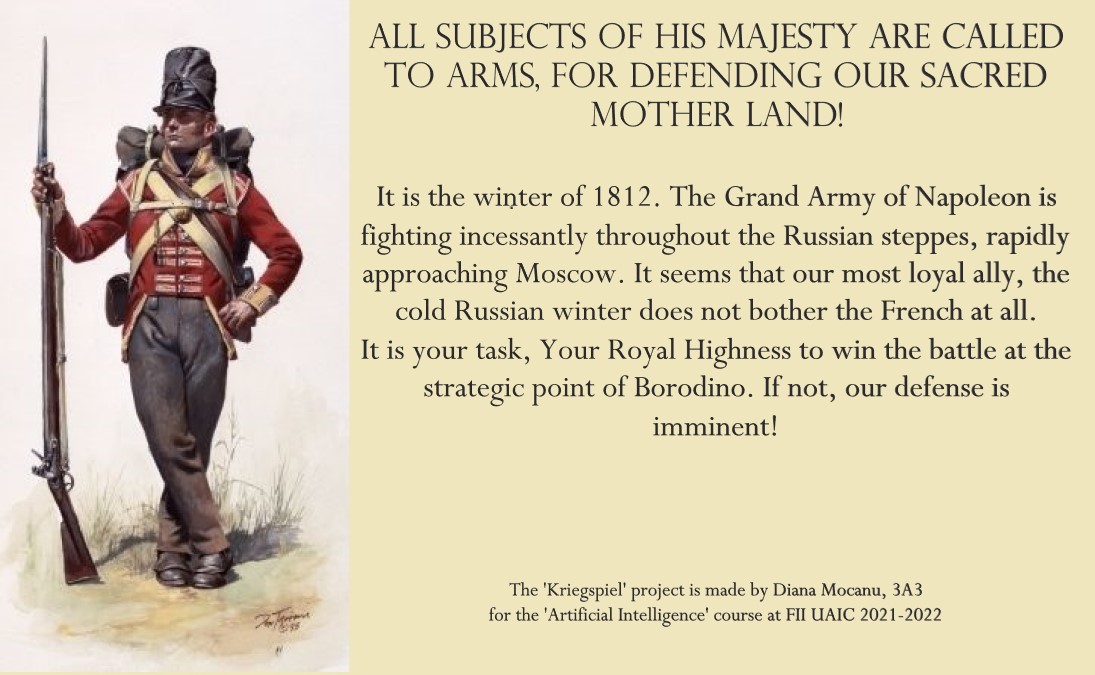 ALL SUBJECTS OF HIS MAJESTY ARE CALLED
TO ARMS, FOR DEFENDING OUR SACRED
MOTHER LAND!
It is the winter of 1812. The Grand Army of Napoleon is
fighting incessantly throughout the Russian steppes, rapidly
approaching Moscow. It seems that our most loyal ally, the
cold Russian winter does not bother the French at all.
It is your task, Your Royal Highness to win the battle at the
strategic point of Borodino. If not, our defense is
imminent!
The 'Kriegspiel' project is made by Diana Mocanu, 3A3
for the 'Artificial Intelligence' course at FII UAIC 2021-2022